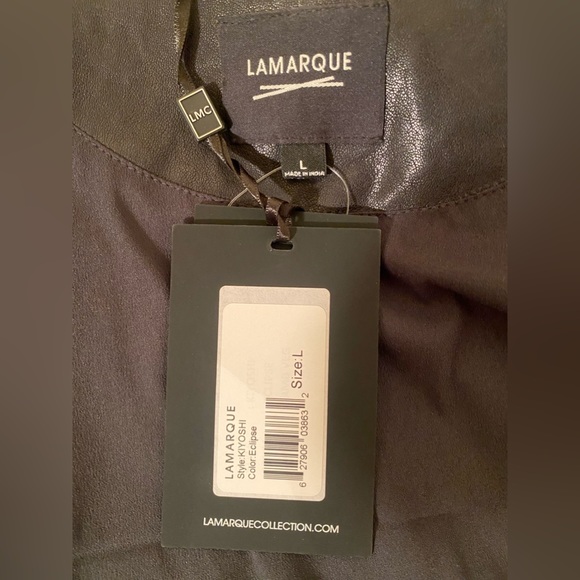 LAMARQUE
LMC
L
MADE IN INDIA
LAMARQUE
Style:KIYOSHI
Color:Eclipse
Size:L
6 27906 03863 2
LAMARQUECOLLECTION.COM